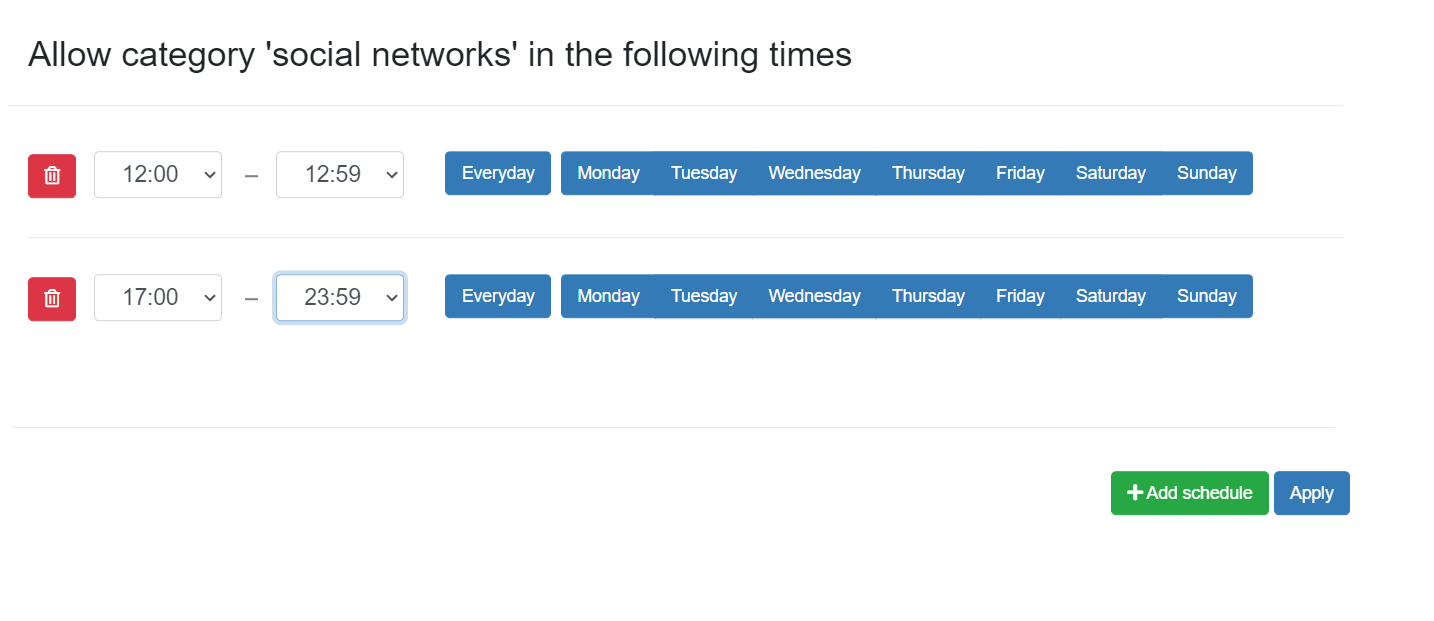 Allow category 'social networks' in the following times
12:00 – 12:59 Everyday Monday Tuesday Wednesday Thursday Friday Saturday Sunday
17:00 – 23:59 Everyday Monday Tuesday Wednesday Thursday Friday Saturday Sunday
Add schedule Apply